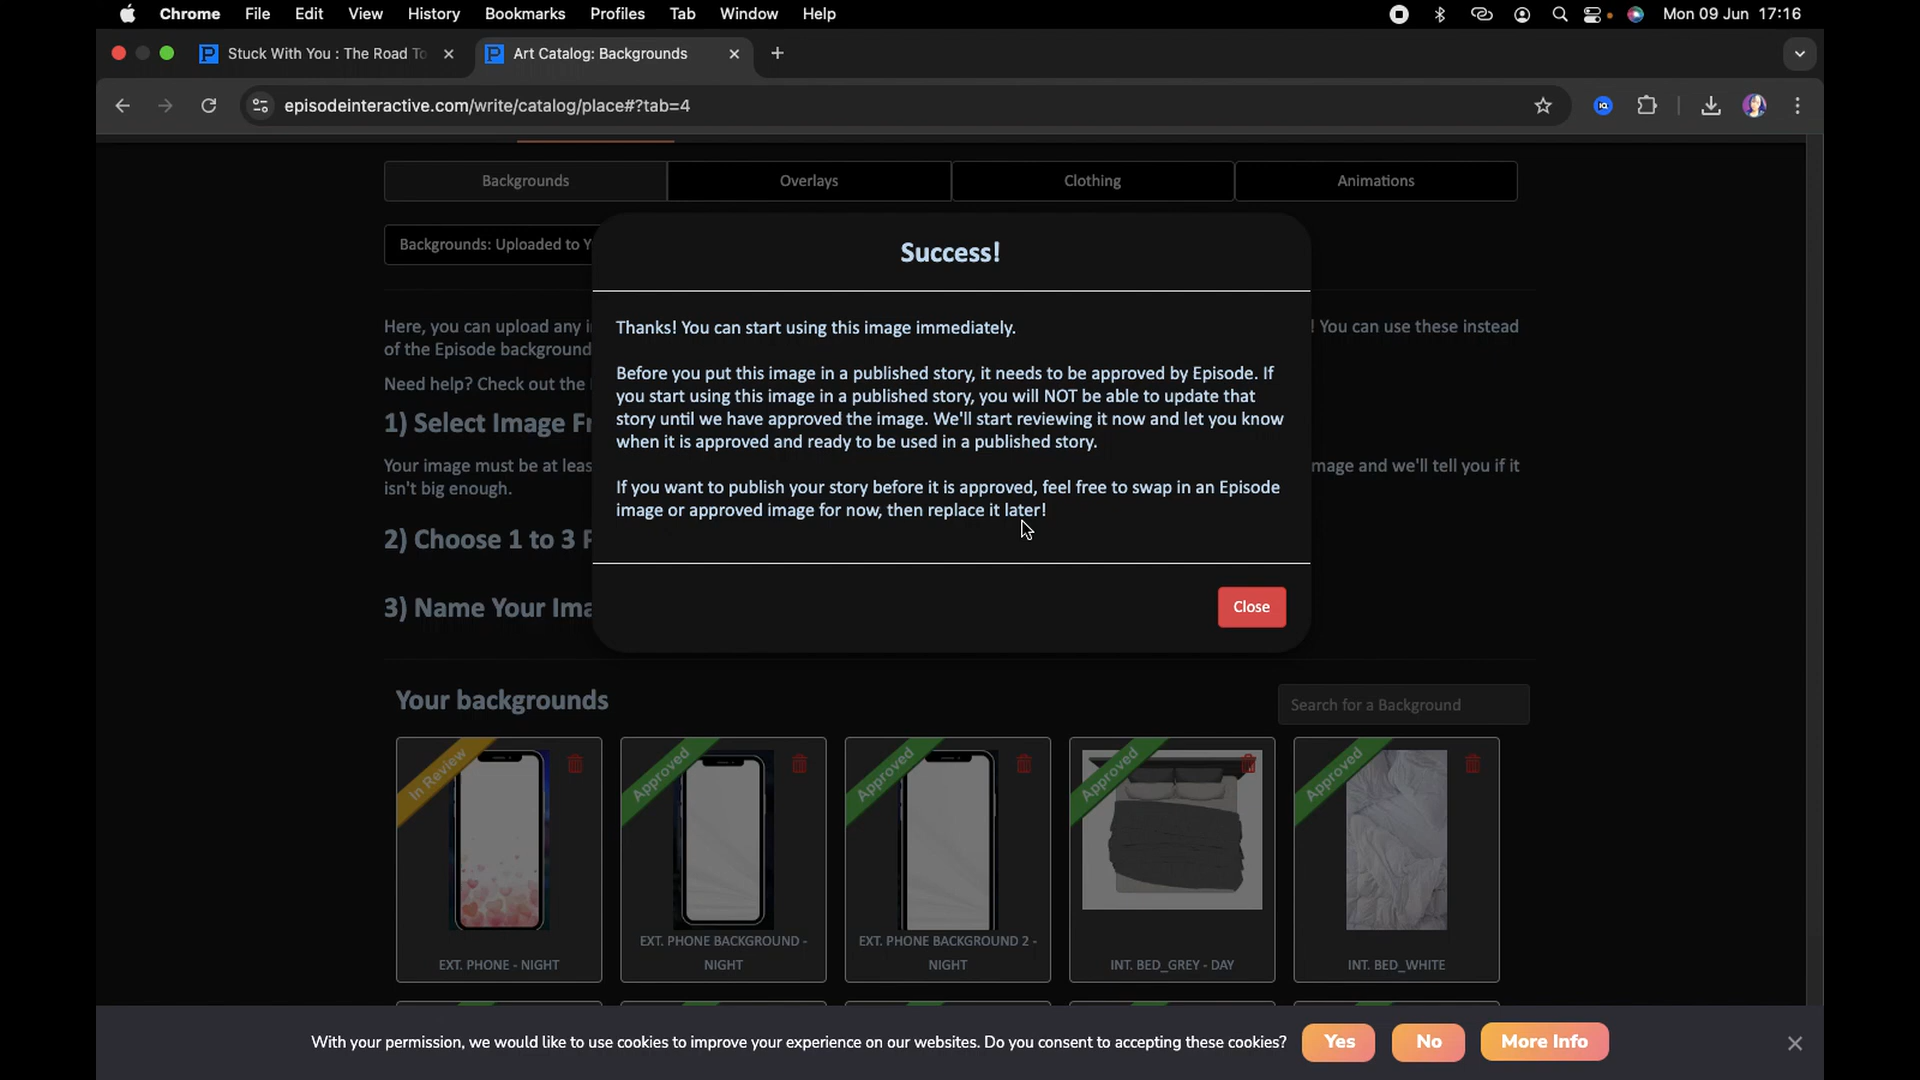 Chrome File Edit View History Bookmarks Profiles Tab Window Help Mon 09 Jun 17:16
Stuck With You : The Road To Art Catalog: Backgrounds
episodeinteractive.com/write/catalog/place#?tab=4
Backgrounds Overlays Clothing Animations
Backgrounds: Uploaded to
Success!
Here, you can upload any ! You can use these instead
of the Episode background
Need help? Check out the
1) Select Image
Your image must be at mage and we'll tell you if it
isn't big enough.
2) Choose 1 to 3
3) Name Your
Thanks! You can start using this image immediately.
Before you put this image in a published story, it needs to be approved by Episode. If
you start using this image in a published story, you will NOT be able to update that
story until we have approved the image. We'll start reviewing it now and let you know
when it is approved and ready to be used in a published story.
If you want to publish your story before it is approved, feel free to swap in an Episode
image or approved image for now, then replace it later!
Close
Your backgrounds Search for a Background
In Review Approved Approved Approved Approved
EXT. PHONE - NIGHT
EXT. PHONE BACKGROUND -
NIGHT
EXT. PHONE BACKGROUND 2 -
NIGHT
INT. BED_GREY - DAY
INT. BED_WHITE
With your permission, we would like to use cookies to improve your experience on our websites. Do you consent to accepting these cookies? Yes No More Info